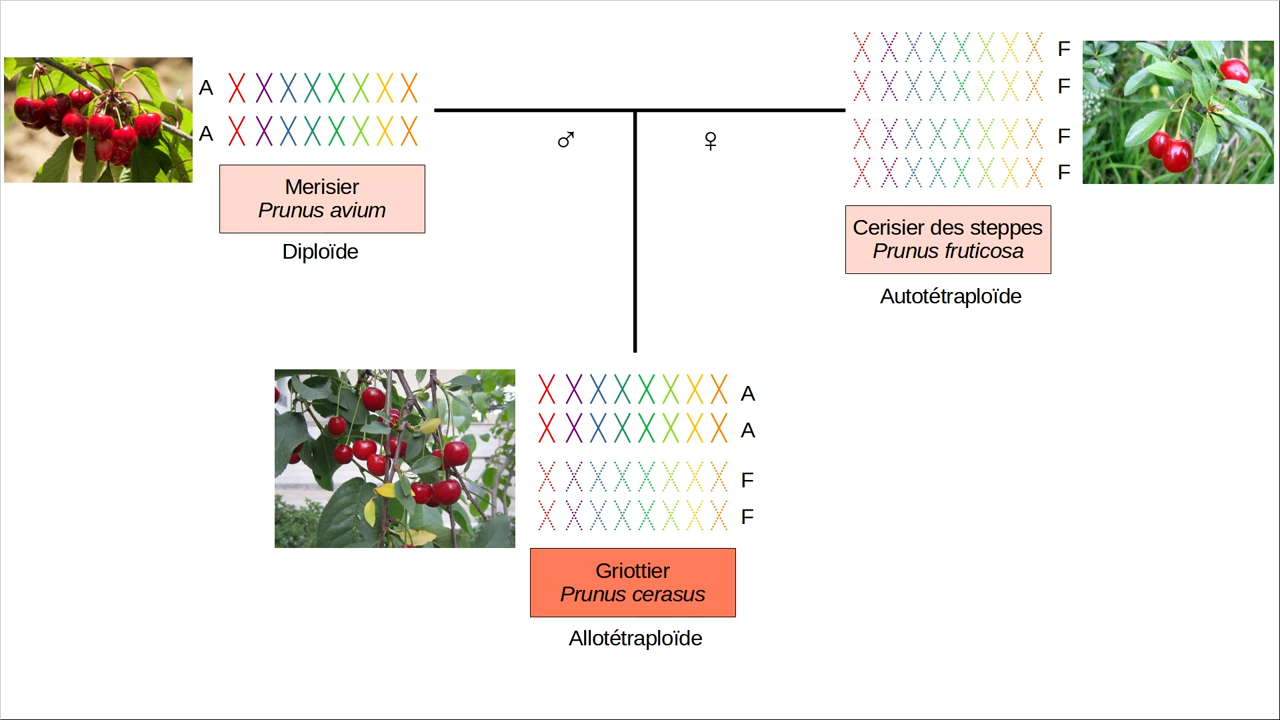 A
A
Merisier
Prunus avium
Diploïde
♂
♀
F
F
F
F
Cerisier des steppes
Prunus fruticosa
Autotétraploïde
A
A
F
F
Griottier
Prunus cerasus
Allotétraploïde